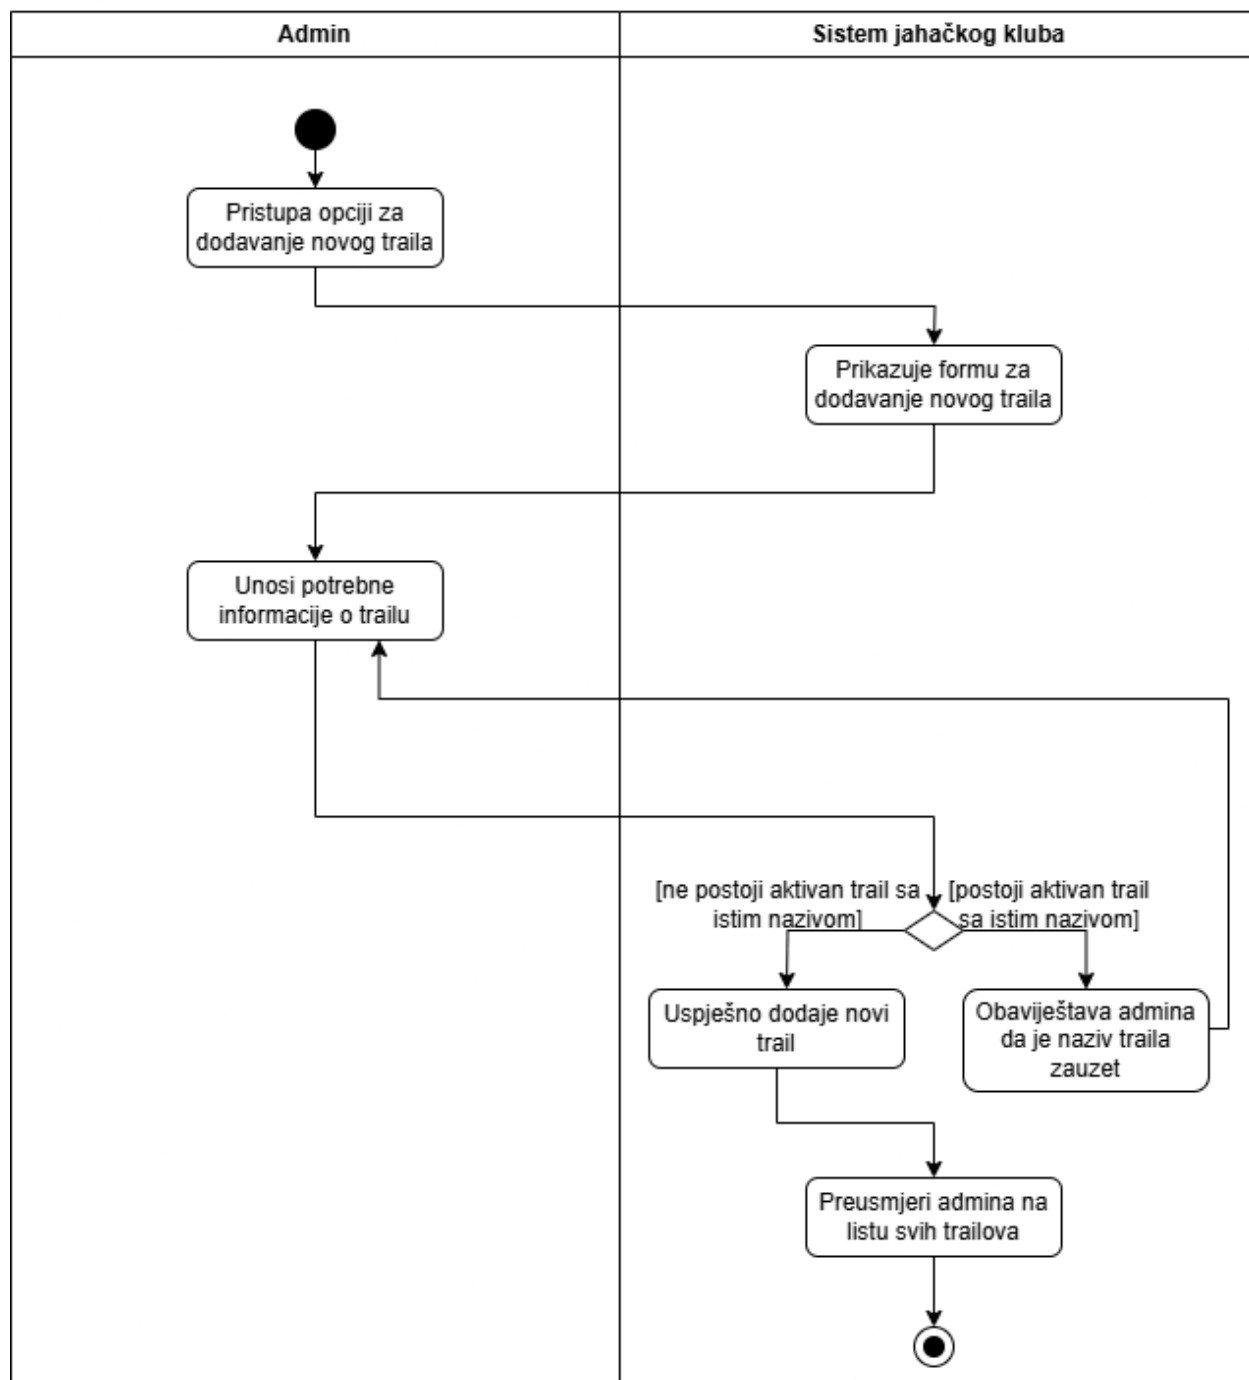 Admin
Sistem jahačkog kluba
Pristupa opciji za
dodavanje novog traila
Prikazuje formu za
dodavanje novog traila
Unosi potrebne
informacije o trailu
[ne postoji aktivan trail sa
istim nazivom]
[postoji aktivan trail
sa istim nazivom]
Uspješno dodaje novi
trail
Obaviještava admina
da je naziv traila
zauzet
Preusmjeri admina na
listu svih trailova